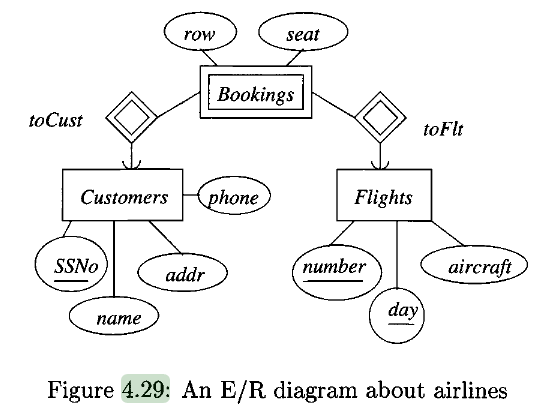 row
seat
Bookings
toCust
toFlt
Customers
phone
Flights
SSNo
addr
number
aircraft
name
day
Figure 4.29: An E/R diagram about airlines